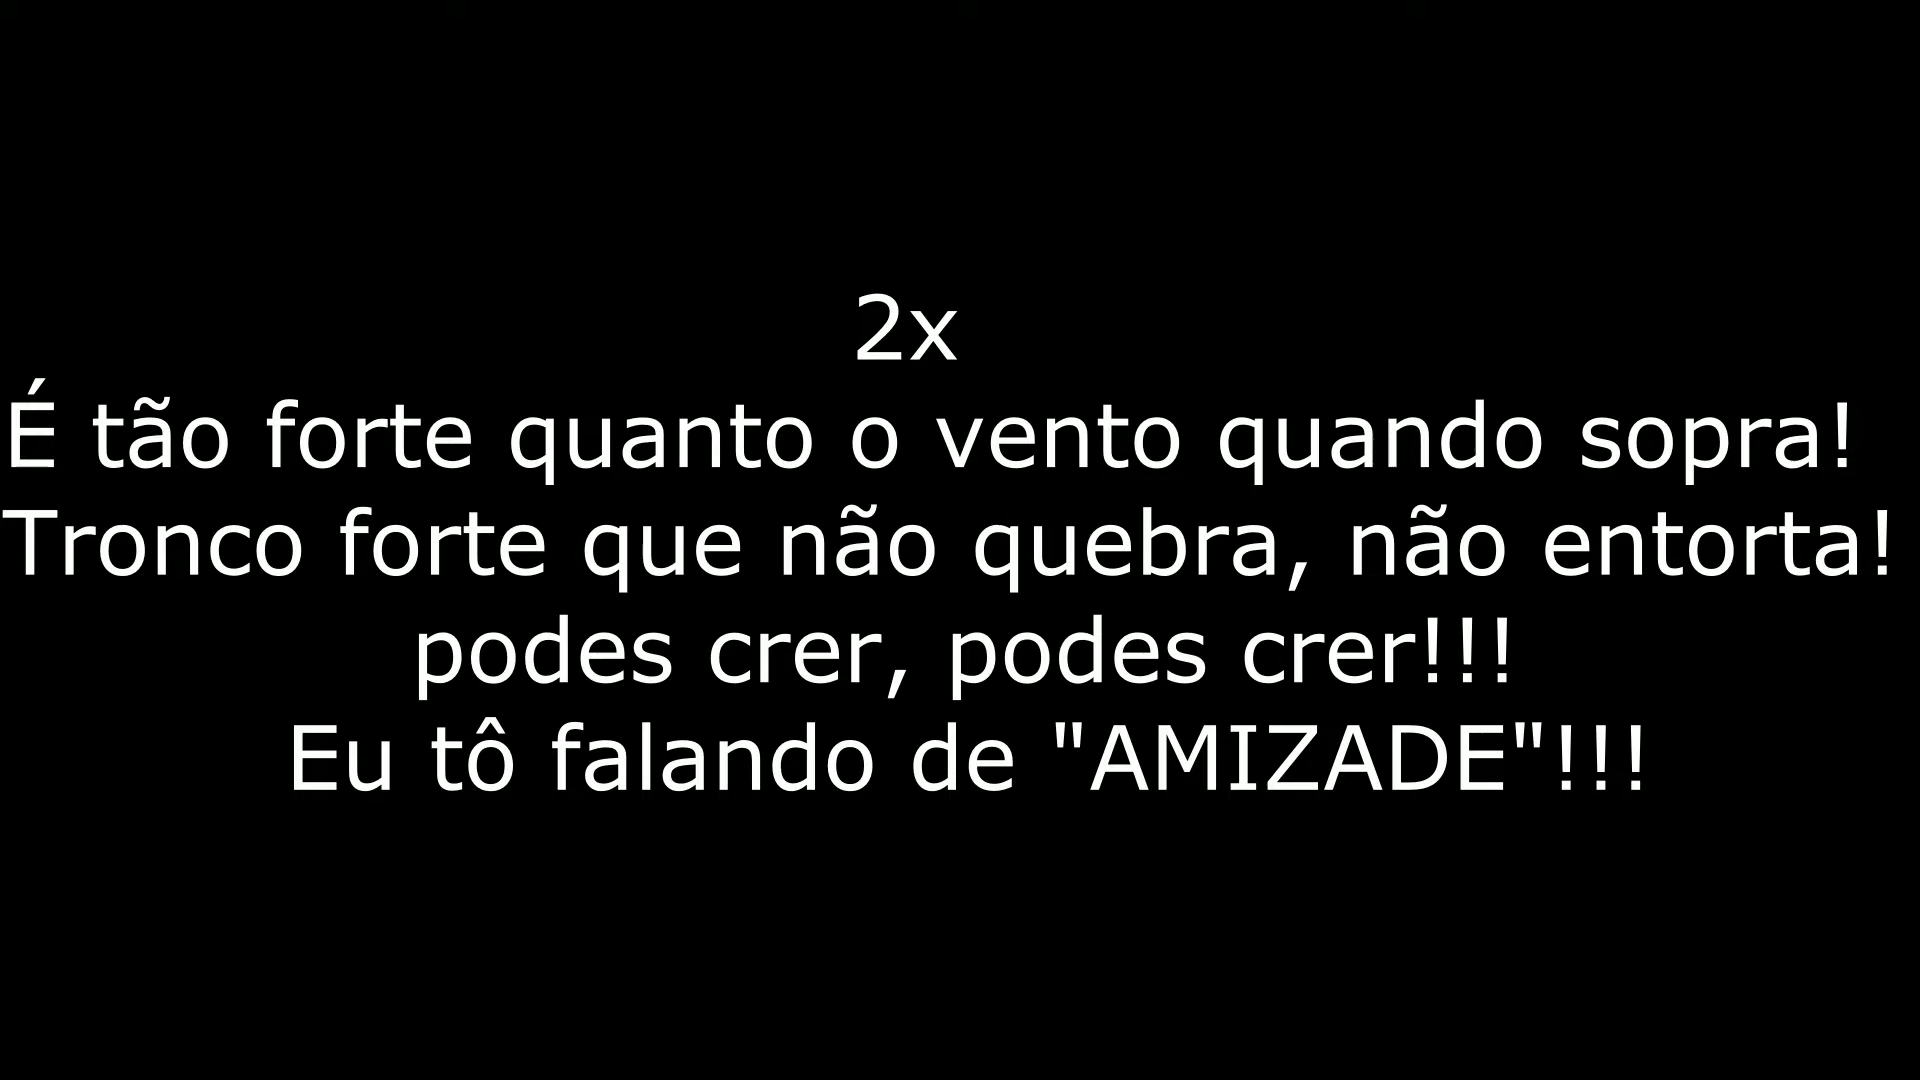 2x
É tão forte quanto o vento quando sopra!
Tronco forte que não quebra, não entorta!
podes crer, podes crer!!!
Eu tô falando de "AMIZADE"!!!